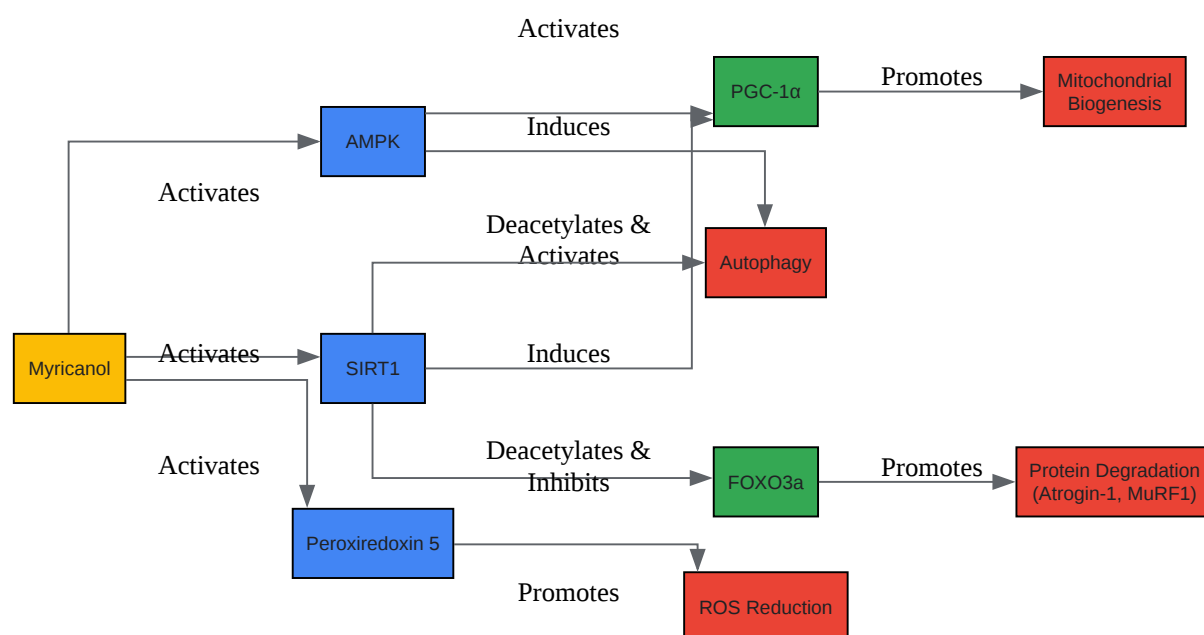 Activates
PGC-1α
Promotes
Mitochondrial
Biogenesis
AMPK
Induces
Activates
Deacetylates &
Activates
Autophagy
Myricanol
Activates
SIRT1
Induces
Activates
Deacetylates &
Inhibits
FOXO3a
Promotes
Protein Degradation
(Atrogin-1, MuRF1)
Peroxiredoxin 5
Promotes
ROS Reduction